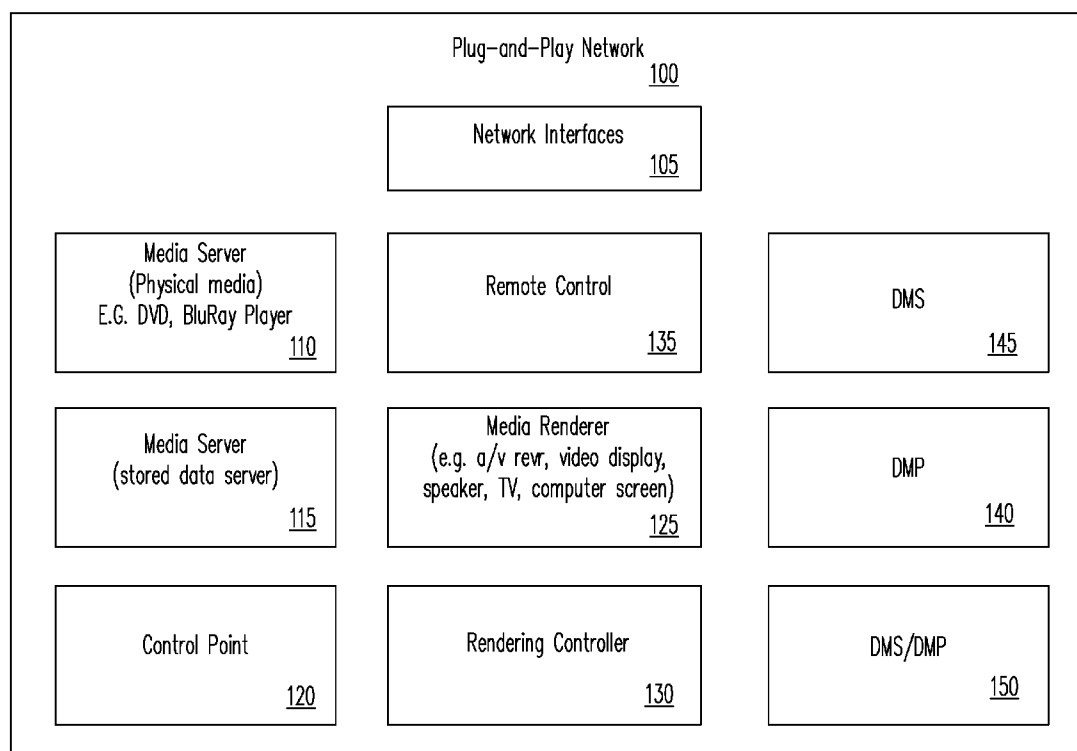 Plug-and-Play Network
100
Network Interfaces
105
Media Server
(Physical media)
E.G. DVD, BluRay Player
110
Remote Control
135
DMS
145
Media Server
(stored data server)
115
Media Renderer
(e.g. a/v revr, video display,
speaker, TV, computer screen)
125
DMP
140
Control Point
120
Rendering Controller
130
DMS/DMP
150